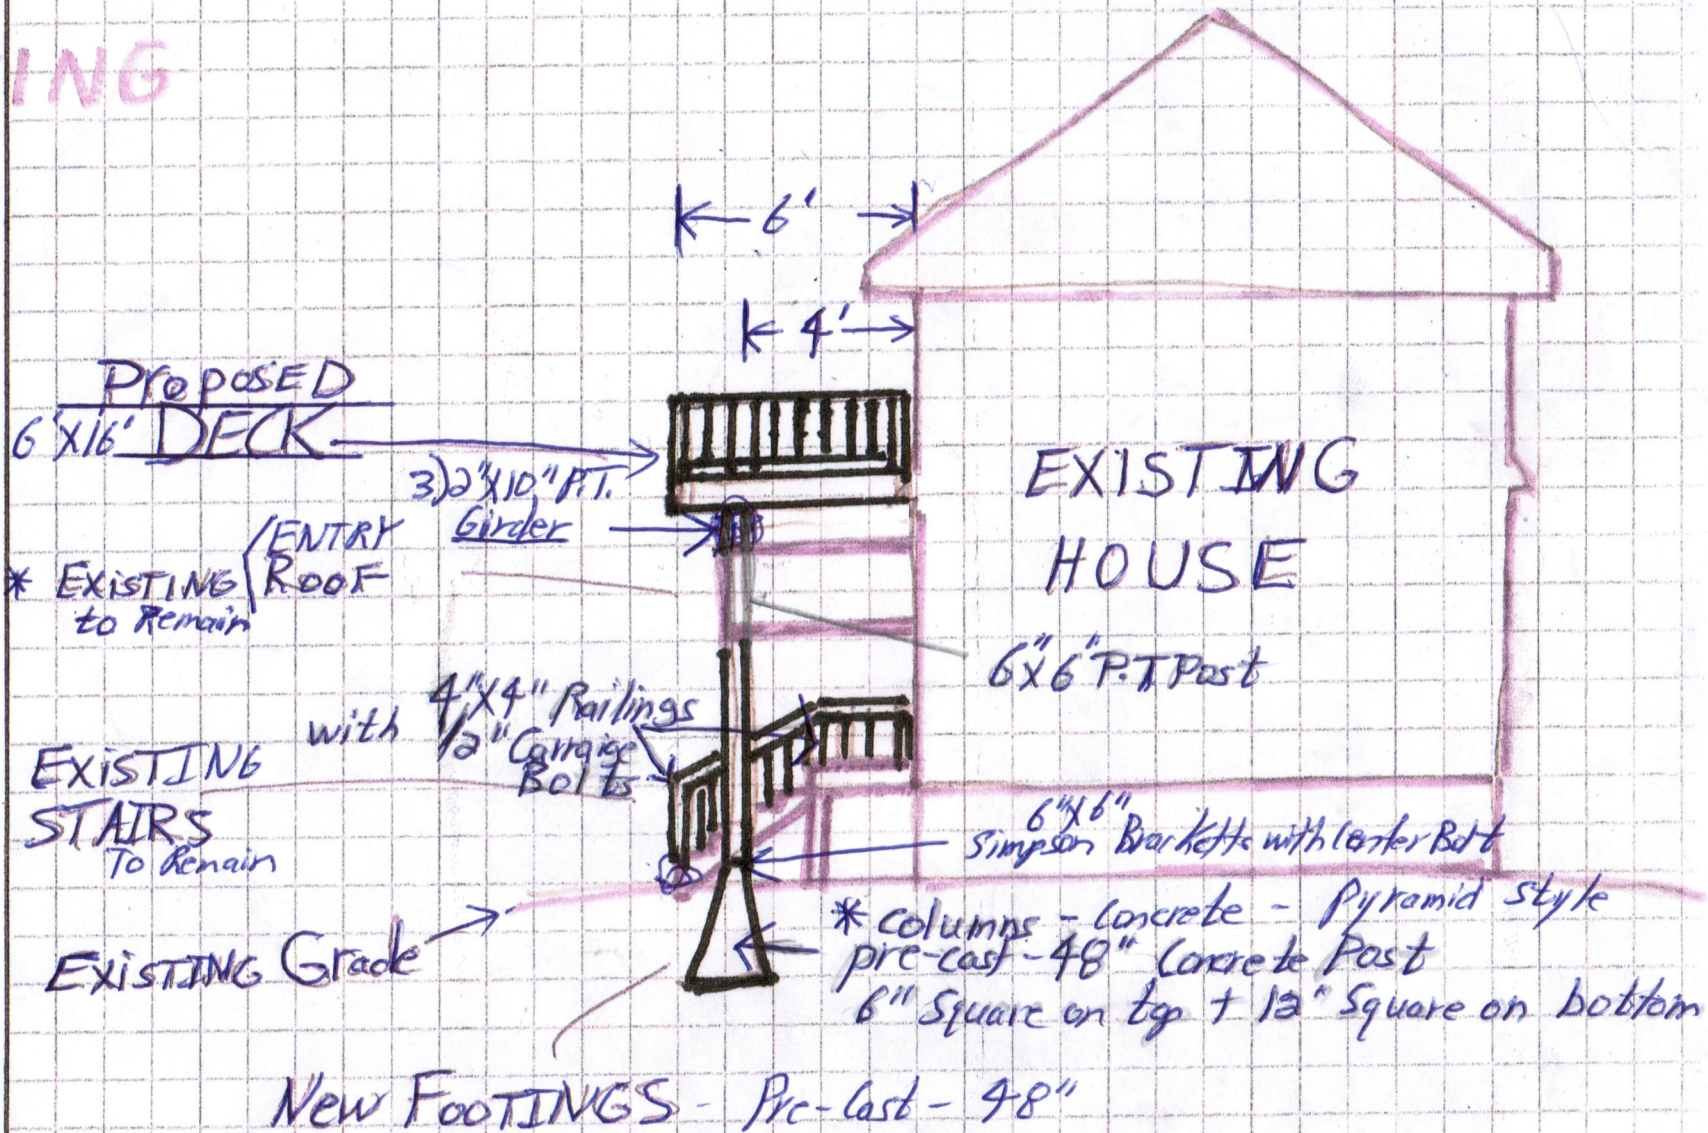 ING
6'
4'
PROPOSED
6'X16' DECK
3) 2"X10" P.T.
Girder
ENTRY
ROOF
* EXISTING
to Remain
EXISTING
HOUSE
6"X6" P.T Post
4"X4" Railings
with 1/2" Carraige
Bolts
EXISTING
STAIRS
To Remain
6"X6"
Simpson Bracketts with Center Bolt
EXISTING Grade
* columns - concrete - Pyramid style
pre-cast - 48" Concrete Post
6" Square on top + 12" Square on bottom
New FOOTINGS - Pre-Cast - 48"